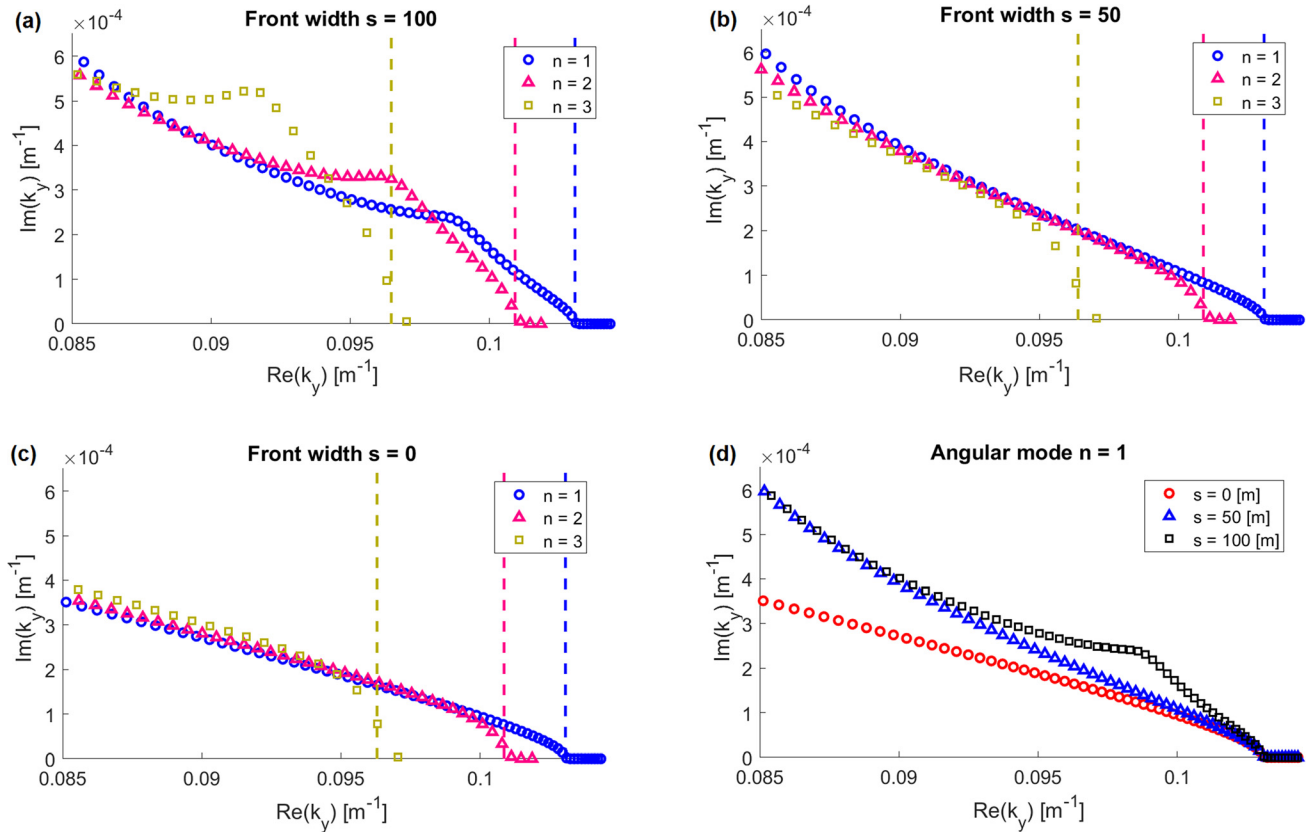 (a)
Front width s = 100
×10⁻⁴
Im(k_y) [m⁻¹]
6
5
4
3
2
1
0
n = 1
n = 2
n = 3
0.085
0.09
0.095
0.1
Re(k_y) [m⁻¹]
(b)
Front width s = 50
×10⁻⁴
Im(k_y) [m⁻¹]
6
5
4
3
2
1
0
n = 1
n = 2
n = 3
0.085
0.09
0.095
0.1
Re(k_y) [m⁻¹]
(c)
Front width s = 0
×10⁻⁴
Im(k_y) [m⁻¹]
6
5
4
3
2
1
0
n = 1
n = 2
n = 3
0.085
0.09
0.095
0.1
Re(k_y) [m⁻¹]
(d)
Angular mode n = 1
×10⁻⁴
Im(k_y) [m⁻¹]
6
5
4
3
2
1
0
s = 0 [m]
s = 50 [m]
s = 100 [m]
0.085
0.09
0.095
0.1
Re(k_y) [m⁻¹]